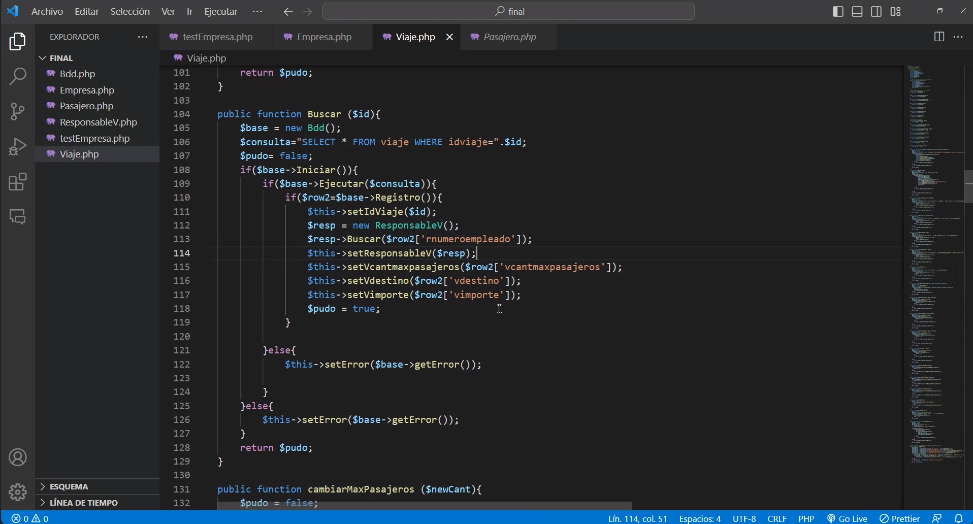 Archivo Editar Selección Ver Ir Ejecutar ··· final
EXPLORADOR ···
FINAL
Bdd.php
Empresa.php
Pasajero.php
ResponsableV.php
testEmpresa.php
Viaje.php
ESQUEMA
LÍNEA DE TIEMPO
testEmpresa.php Empresa.php Viaje.php Pasajero.php
Viaje.php
101 return $pudo;
102 }
103
104 public function Buscar ($id){
105 $base = new Bdd();
106 $consulta="SELECT * FROM viaje WHERE idviaje=".$id;
107 $pudo= false;
108 if($base->Iniciar()){
109 if($base->Ejecutar($consulta)){
110 if($row2=$base->Registro()){
111 $this->setIdViaje($id);
112 $resp = new ResponsableV();
113 $resp->Buscar($row2['rnumeroempleado']);
114 $this->setResponsableV($resp);
115 $this->setVcantmaxpasajeros($row2['vcantmaxpasajeros']);
116 $this->setVdestino($row2['vdestino']);
117 $this->setVimporte($row2['vimporte']);
118 $pudo = true;
119 }
120
121 }else{
122 $this->setError($base->getError());
123
124 }
125 }else{
126 $this->setError($base->getError());
127 }
128 return $pudo;
129 }
130
131 public function cambiarMaxPasajeros ($newCant){
132 $pudo = false;
0 0 Lín. 114, col. 51 Espacios: 4 UTF-8 CRLF PHP Go Live Prettier